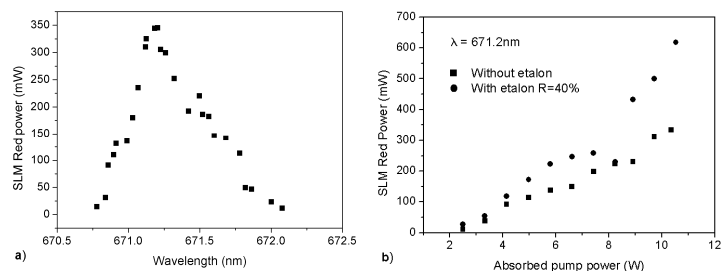 350
300
250
200
150
100
50
0
SLM Red power (mW)
670.5 671.0 671.5 672.0 672.5
Wavelength (nm)
a)
700
600
500
400
300
200
100
0
SLM Red Power (mW)
λ = 671.2nm
Without etalon
With etalon R=40%
0 2 4 6 8 10 12
Absorbed pump power (W)
b)